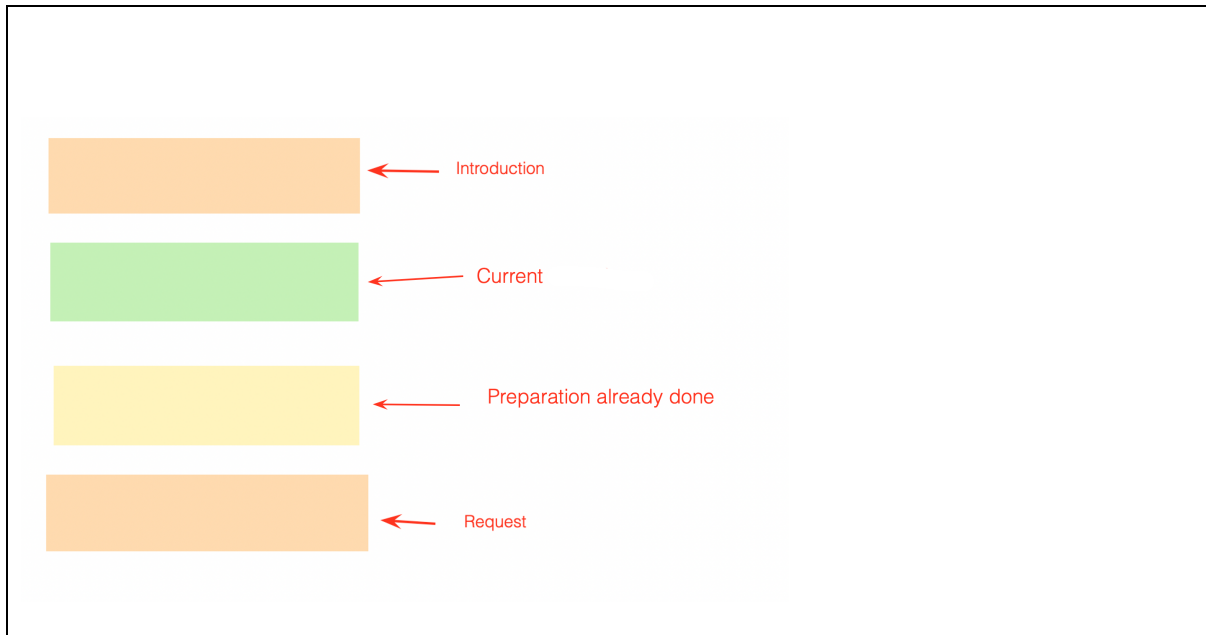 Introduction
Current
Preparation already done
Request